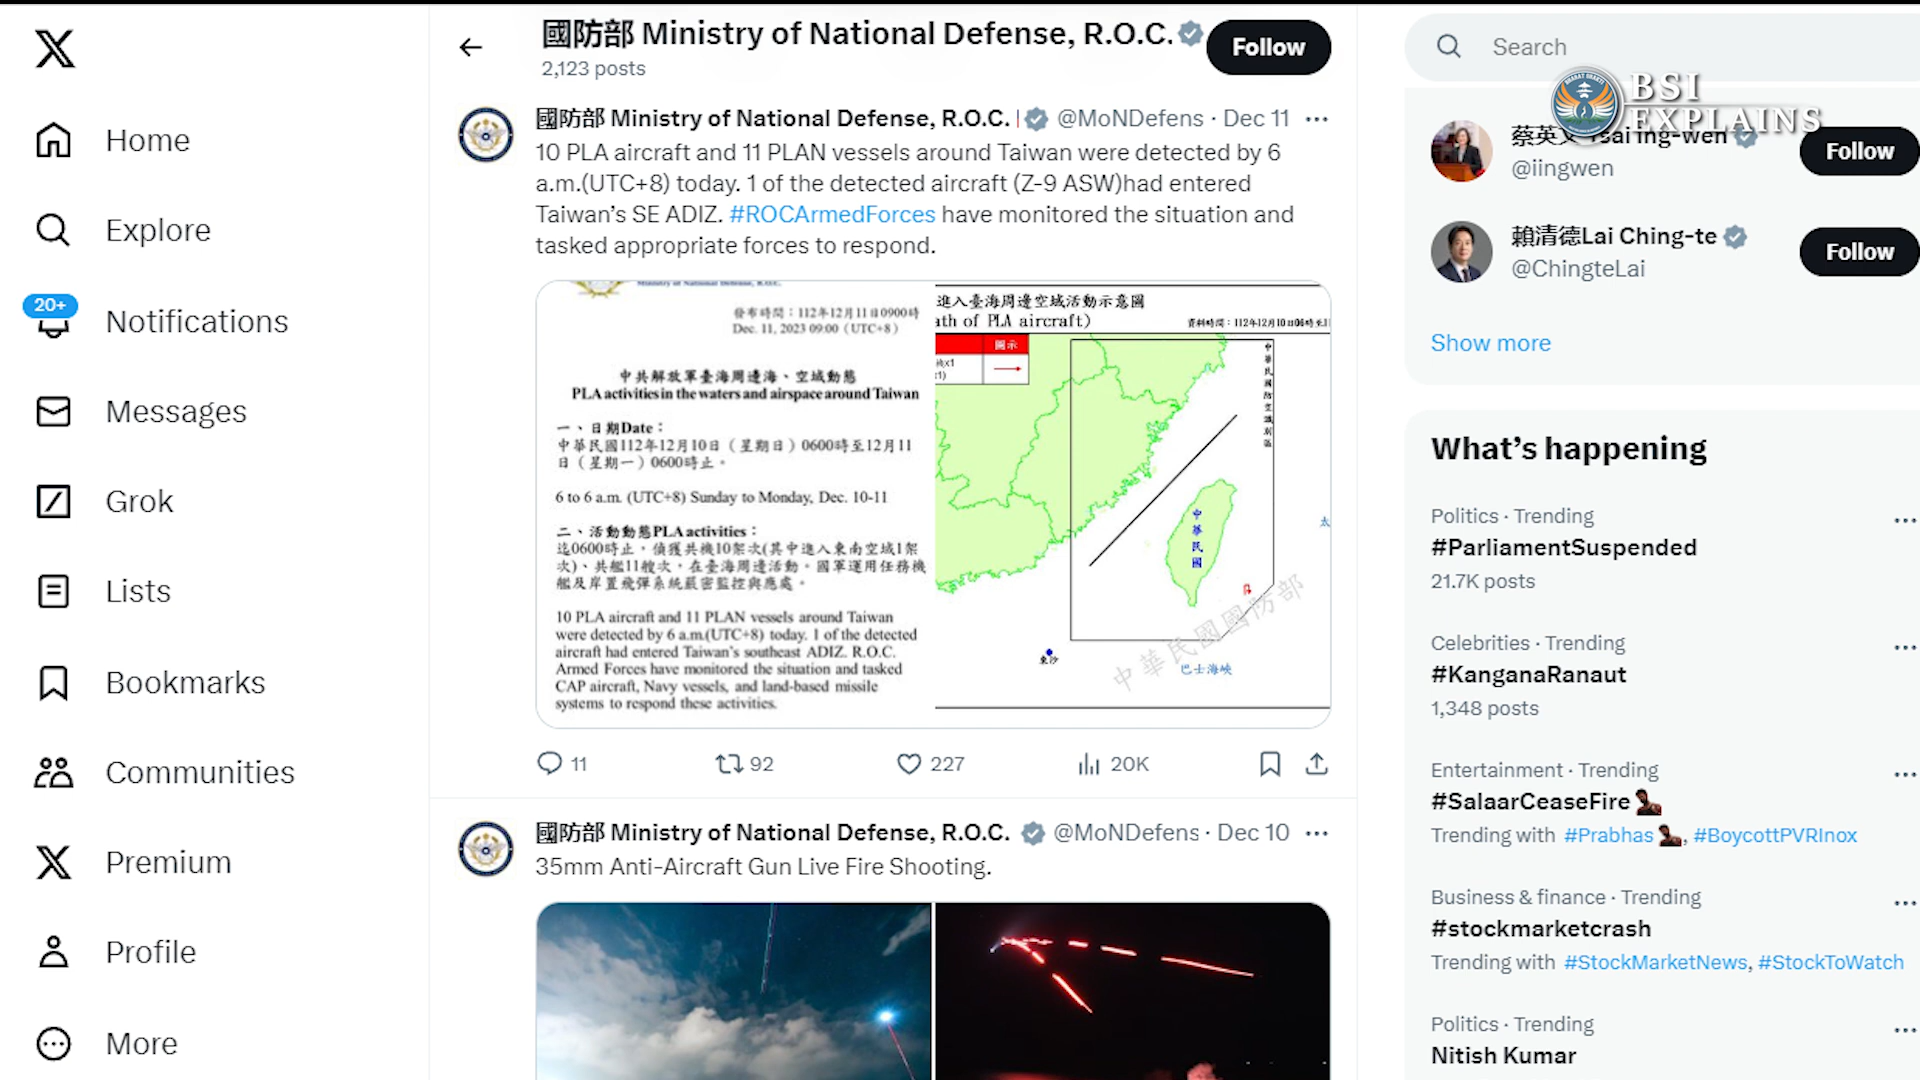 國防部 Ministry of National Defense, R.O.C.
2,123 posts
Follow
Home
Explore
20+
Notifications
Messages
Grok
Lists
Bookmarks
Communities
Premium
Profile
More
國防部 Ministry of National Defense, R.O.C. @MoNDefens · Dec 11
10 PLA aircraft and 11 PLAN vessels around Taiwan were detected by 6
a.m.(UTC+8) today. 1 of the detected aircraft (Z-9 ASW)had entered
Taiwan’s SE ADIZ. #ROCArmedForces have monitored the situation and
tasked appropriate forces to respond.
Ministry of National Defense, R.O.C.
發布時間：112年12月11日0900時
Dec. 11, 2023 09:00 (UTC+8)
中共解放軍臺海周邊海、空域動態
PLA activities in the waters and airspace around Taiwan
一、日期Date：
中華民國112年12月10日（星期日）0600時至12月11
日（星期一）0600時止。
6 to 6 a.m. (UTC+8) Sunday to Monday, Dec. 10-11
二、活動動態PLA activities：
迄0600時止，偵獲共機10架次(其中進入東南空域1架
次)、共艦11艘次，在臺海周邊活動。國軍運用任務機
艦及岸置飛彈系統嚴密監控與應處。
10 PLA aircraft and 11 PLAN vessels around Taiwan
were detected by 6 a.m.(UTC+8) today. 1 of the detected
aircraft had entered Taiwan’s southeast ADIZ. R.O.C.
Armed Forces have monitored the situation and tasked
CAP aircraft, Navy vessels, and land-based missile
systems to respond these activities.
進入臺海周邊空域活動示意圖
ath of PLA aircraft)
資料時間：112年12月10日06時至11
圖示
機x1
x1)
中華民國防空識別區
中華民國
太
東沙
巴士海峽
中華民國國防部
11
92
227
20K
國防部 Ministry of National Defense, R.O.C. @MoNDefens · Dec 10
35mm Anti-Aircraft Gun Live Fire Shooting.
Search
BSI
EXPLAINS
蔡英文 Tsai Ing-wen
@iingwen
Follow
賴清德Lai Ching-te
@ChingteLai
Follow
Show more
What’s happening
Politics · Trending
#ParliamentSuspended
21.7K posts
Celebrities · Trending
#KanganaRanaut
1,348 posts
Entertainment · Trending
#SalaarCeaseFire
Trending with #Prabhas, #BoycottPVRInox
Business & finance · Trending
#stockmarketcrash
Trending with #StockMarketNews, #StockToWatch
Politics · Trending
Nitish Kumar